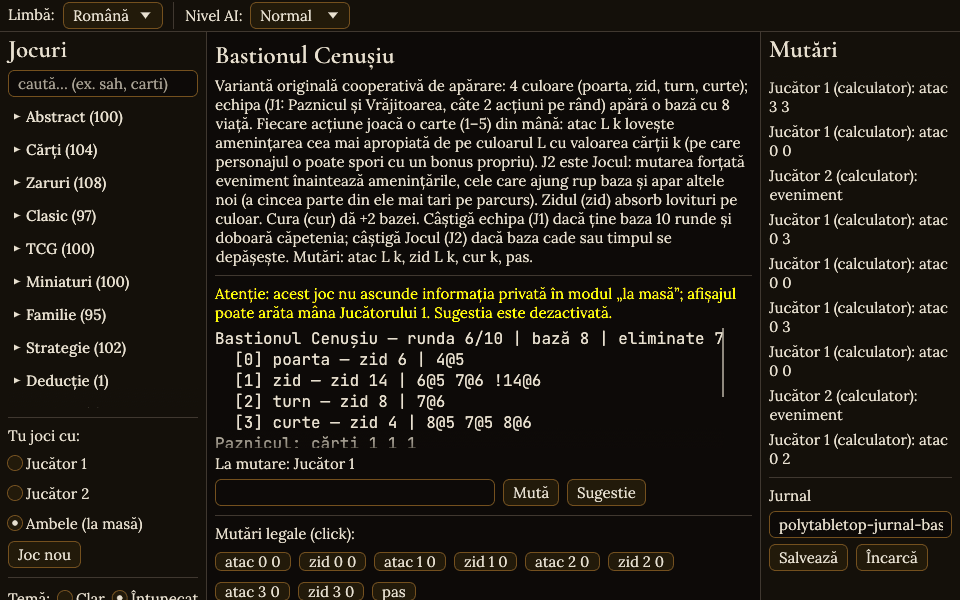 Limbă: Română Nivel AI: Normal
Jocuri
caută... (ex. sah, carti)
Abstract (100)
Cărți (104)
Zaruri (108)
Clasic (97)
TCG (100)
Miniaturi (100)
Familie (95)
Strategie (102)
Deducție (1)
Tu joci cu:
Jucător 1
Jucător 2
Ambele (la masă)
Joc nou
Temă: Clar Întunecat
Bastionul Cenușiu
Variantă originală cooperativă de apărare: 4 culoare (poarta, zid, turn, curte);
echipa (J1: Paznicul și Vrăjitoarea, câte 2 acțiuni pe rând) apără o bază cu 8
viață. Fiecare acțiune joacă o carte (1–5) din mână: atac L k lovește
amenințarea cea mai apropiată de pe culoarul L cu valoarea cărții k (pe care
personajul o poate spori cu un bonus propriu). J2 este Jocul: mutarea forțată
eveniment înaintează amenințările, cele care ajung rup baza și apar altele
noi (a cincea parte din ele mai tari pe parcurs). Zidul (zid) absorb lovituri pe
culoar. Cura (cur) dă +2 bazei. Câștigă echipa (J1) dacă ține baza 10 runde și
doboară căpetenia; câștigă Jocul (J2) dacă baza cade sau timpul se
depășește. Mutări: atac L k, zid L k, cur k, pas.
Atenție: acest joc nu ascunde informația privată în modul „la masă”; afișajul
poate arăta mâna Jucătorului 1. Sugestia este dezactivată.
Bastionul Cenușiu — runda 6/10 | bază 8 | eliminate 7
[0] poarta — zid 6 | 4@5
[1] zid — zid 14 | 6@5 7@6 !14@6
[2] turn — zid 8 | 7@6
[3] curte — zid 4 | 8@5 7@5 8@6
Paznicul: cărți 1 1 1
La mutare: Jucător 1
Mută Sugestie
Mutări legale (click):
atac 0 0 zid 0 0 atac 1 0 zid 1 0 atac 2 0 zid 2 0
atac 3 0 zid 3 0 pas
Mutări
Jucător 1 (calculator): atac
3 3
Jucător 1 (calculator): atac
0 0
Jucător 2 (calculator):
eveniment
Jucător 1 (calculator): atac
0 3
Jucător 1 (calculator): atac
0 0
Jucător 1 (calculator): atac
0 3
Jucător 1 (calculator): atac
0 0
Jucător 2 (calculator):
eveniment
Jucător 1 (calculator): atac
0 2
Jurnal
polytabletop-jurnal-bas
Salvează Încarcă